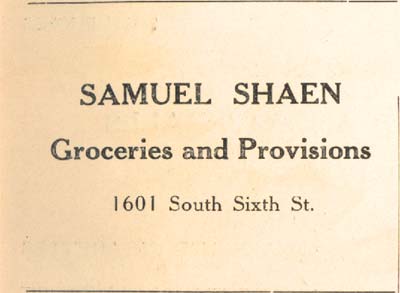 SAMUEL SHAEN
Groceries and Provisions
1601 South Sixth St.